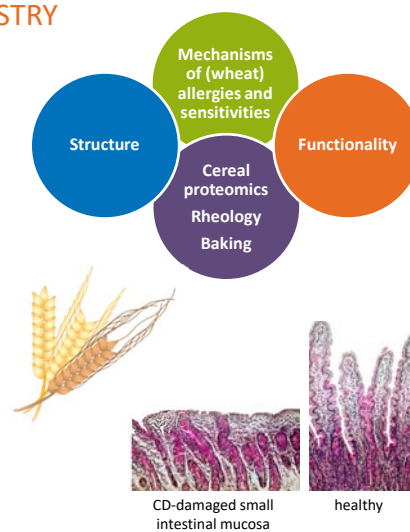 STRY
Mechanisms
of (wheat)
allergies and
sensitivities
Structure
Functionality
Cereal
proteomics
Rheology
Baking
CD-damaged small
intestinal mucosa
healthy